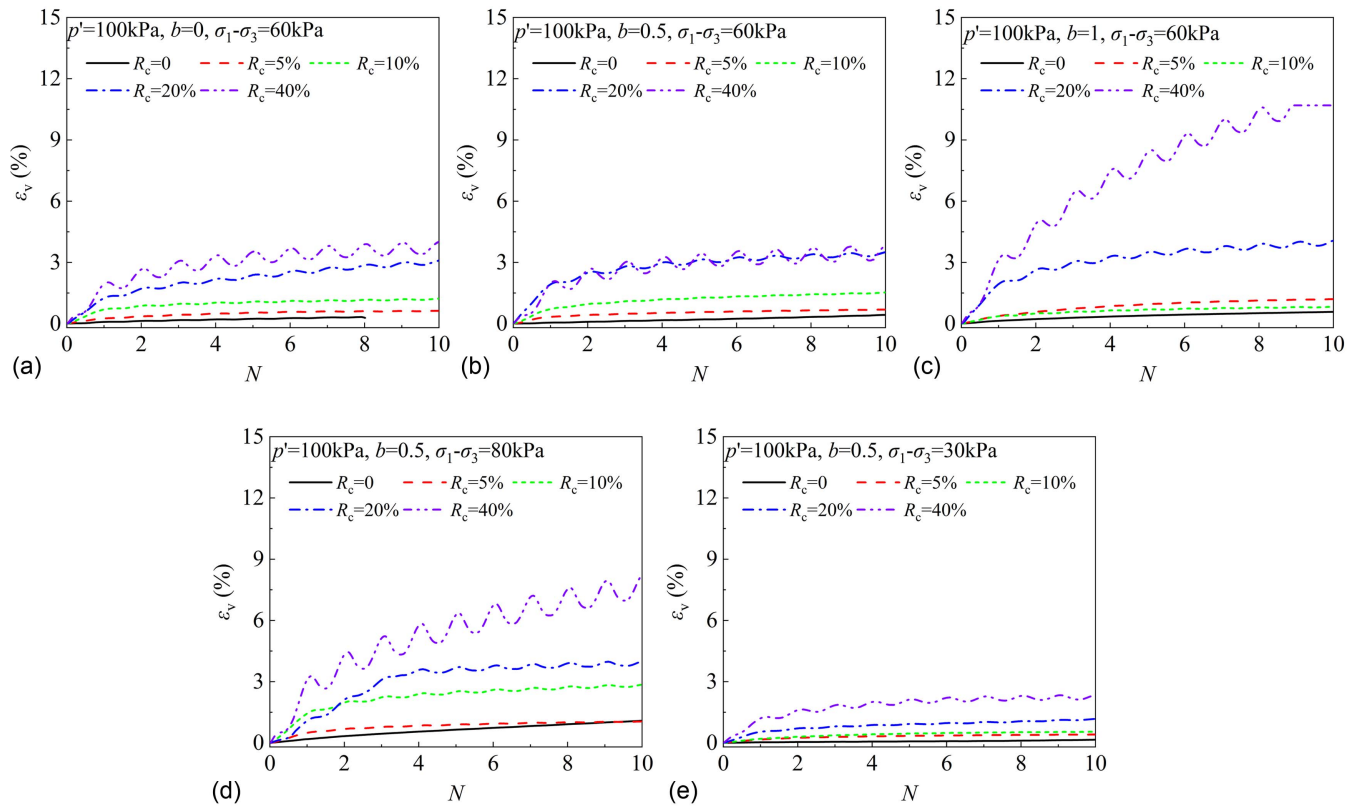 p'=100kPa, b=0, σ1-σ3=60kPa
Rc=0 Rc=5% Rc=10%
Rc=20% Rc=40%
15
12
9
6
3
0
εv (%)
0 2 4 6 8 10
N
(a)
p'=100kPa, b=0.5, σ1-σ3=60kPa
Rc=0 Rc=5% Rc=10%
Rc=20% Rc=40%
15
12
9
6
3
0
εv (%)
0 2 4 6 8 10
N
(b)
p'=100kPa, b=1, σ1-σ3=60kPa
Rc=0 Rc=5% Rc=10%
Rc=20% Rc=40%
15
12
9
6
3
0
εv (%)
0 2 4 6 8 10
N
(c)
p'=100kPa, b=0.5, σ1-σ3=80kPa
Rc=0 Rc=5% Rc=10%
Rc=20% Rc=40%
15
12
9
6
3
0
εv (%)
0 2 4 6 8 10
N
(d)
p'=100kPa, b=0.5, σ1-σ3=30kPa
Rc=0 Rc=5% Rc=10%
Rc=20% Rc=40%
15
12
9
6
3
0
εv (%)
0 2 4 6 8 10
N
(e)